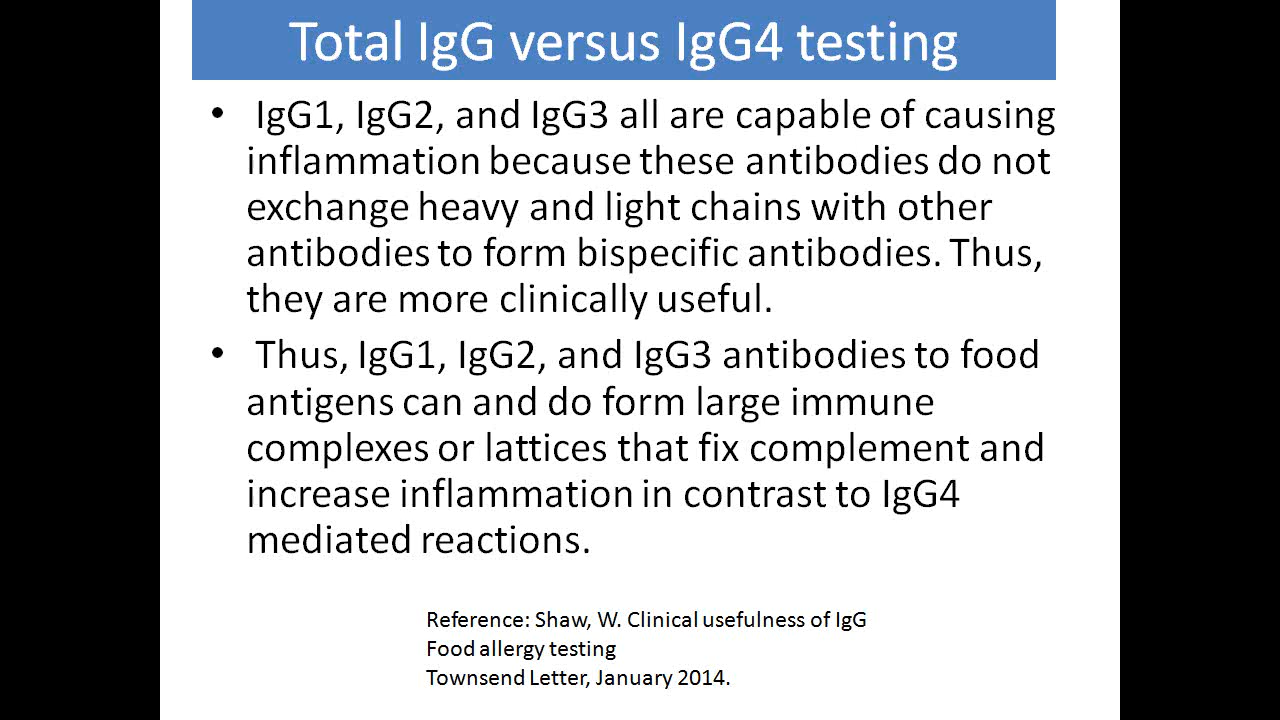 Total IgG versus IgG4 testing
• IgG1, IgG2, and IgG3 all are capable of causing
inflammation because these antibodies do not
exchange heavy and light chains with other
antibodies to form bispecific antibodies. Thus,
they are more clinically useful.
• Thus, IgG1, IgG2, and IgG3 antibodies to food
antigens can and do form large immune
complexes or lattices that fix complement and
increase inflammation in contrast to IgG4
mediated reactions.
Reference: Shaw, W. Clinical usefulness of IgG
Food allergy testing
Townsend Letter, January 2014.